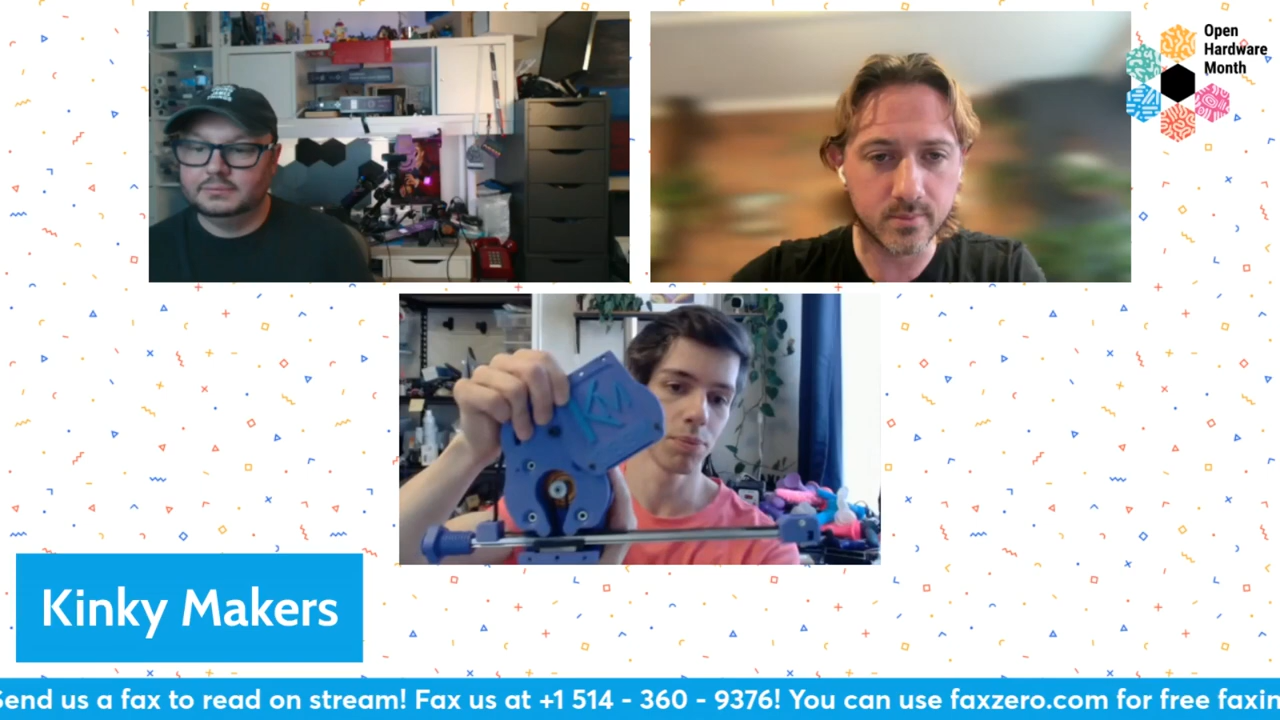 Open
Hardware
Month
KM
Kinky Makers
Send us a fax to read on stream! Fax us at +1 514 - 360 - 9376! You can use faxzero.com for free faxin